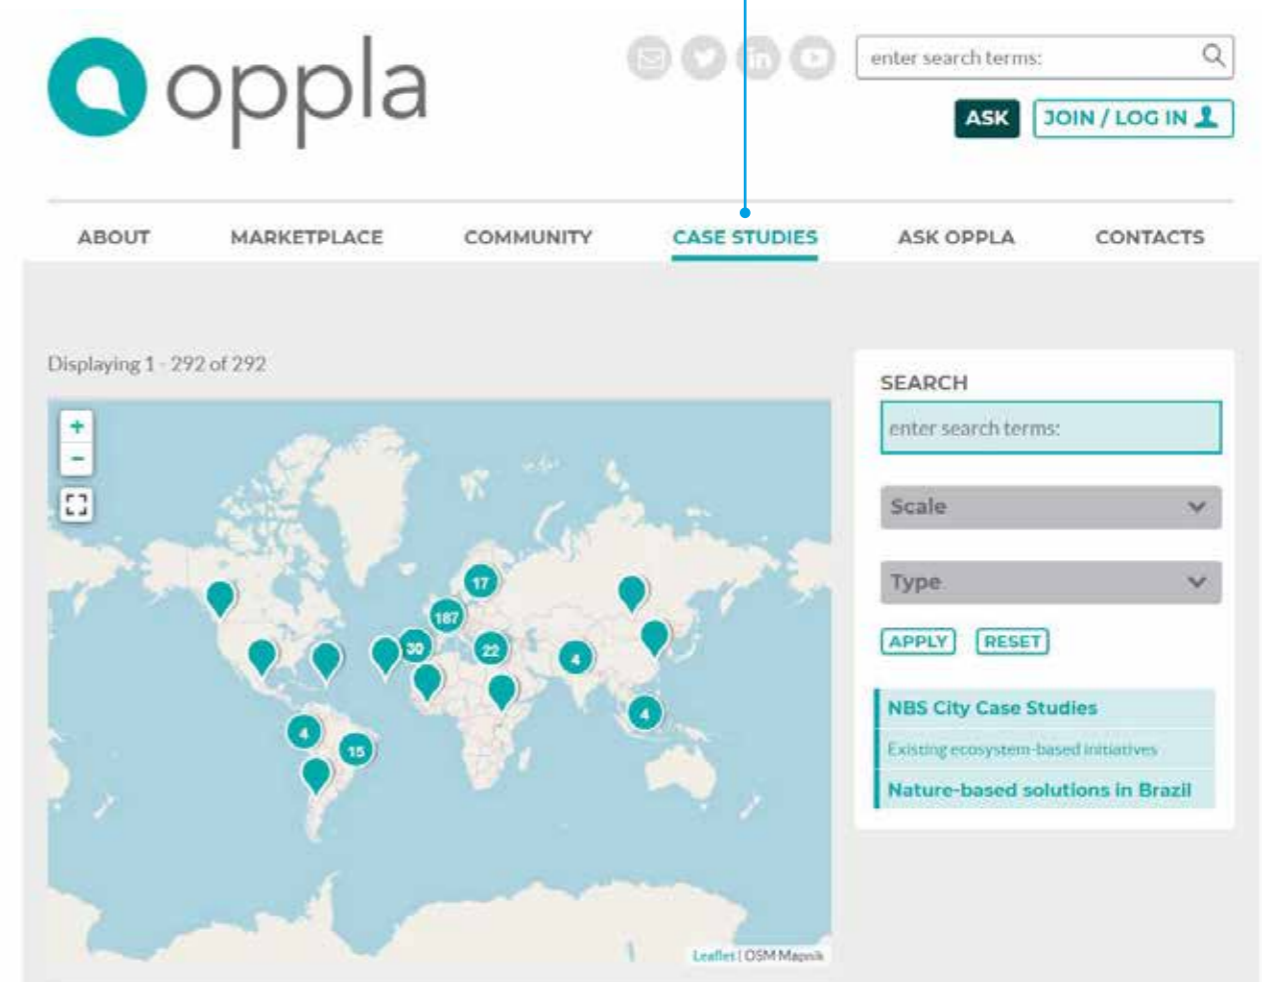 oppla
enter search terms:
ASK
JOIN / LOG IN
ABOUT MARKETPLACE COMMUNITY CASE STUDIES ASK OPPLA CONTACTS
Displaying 1 - 292 of 292
SEARCH
enter search terms:
Scale
Type
APPLY RESET
NBS City Case Studies
Existing ecosystem-based initiatives
Nature-based solutions in Brazil
+
−
17
187
30
22
4
4
4
15
Leaflet | OSM Mapnik
in